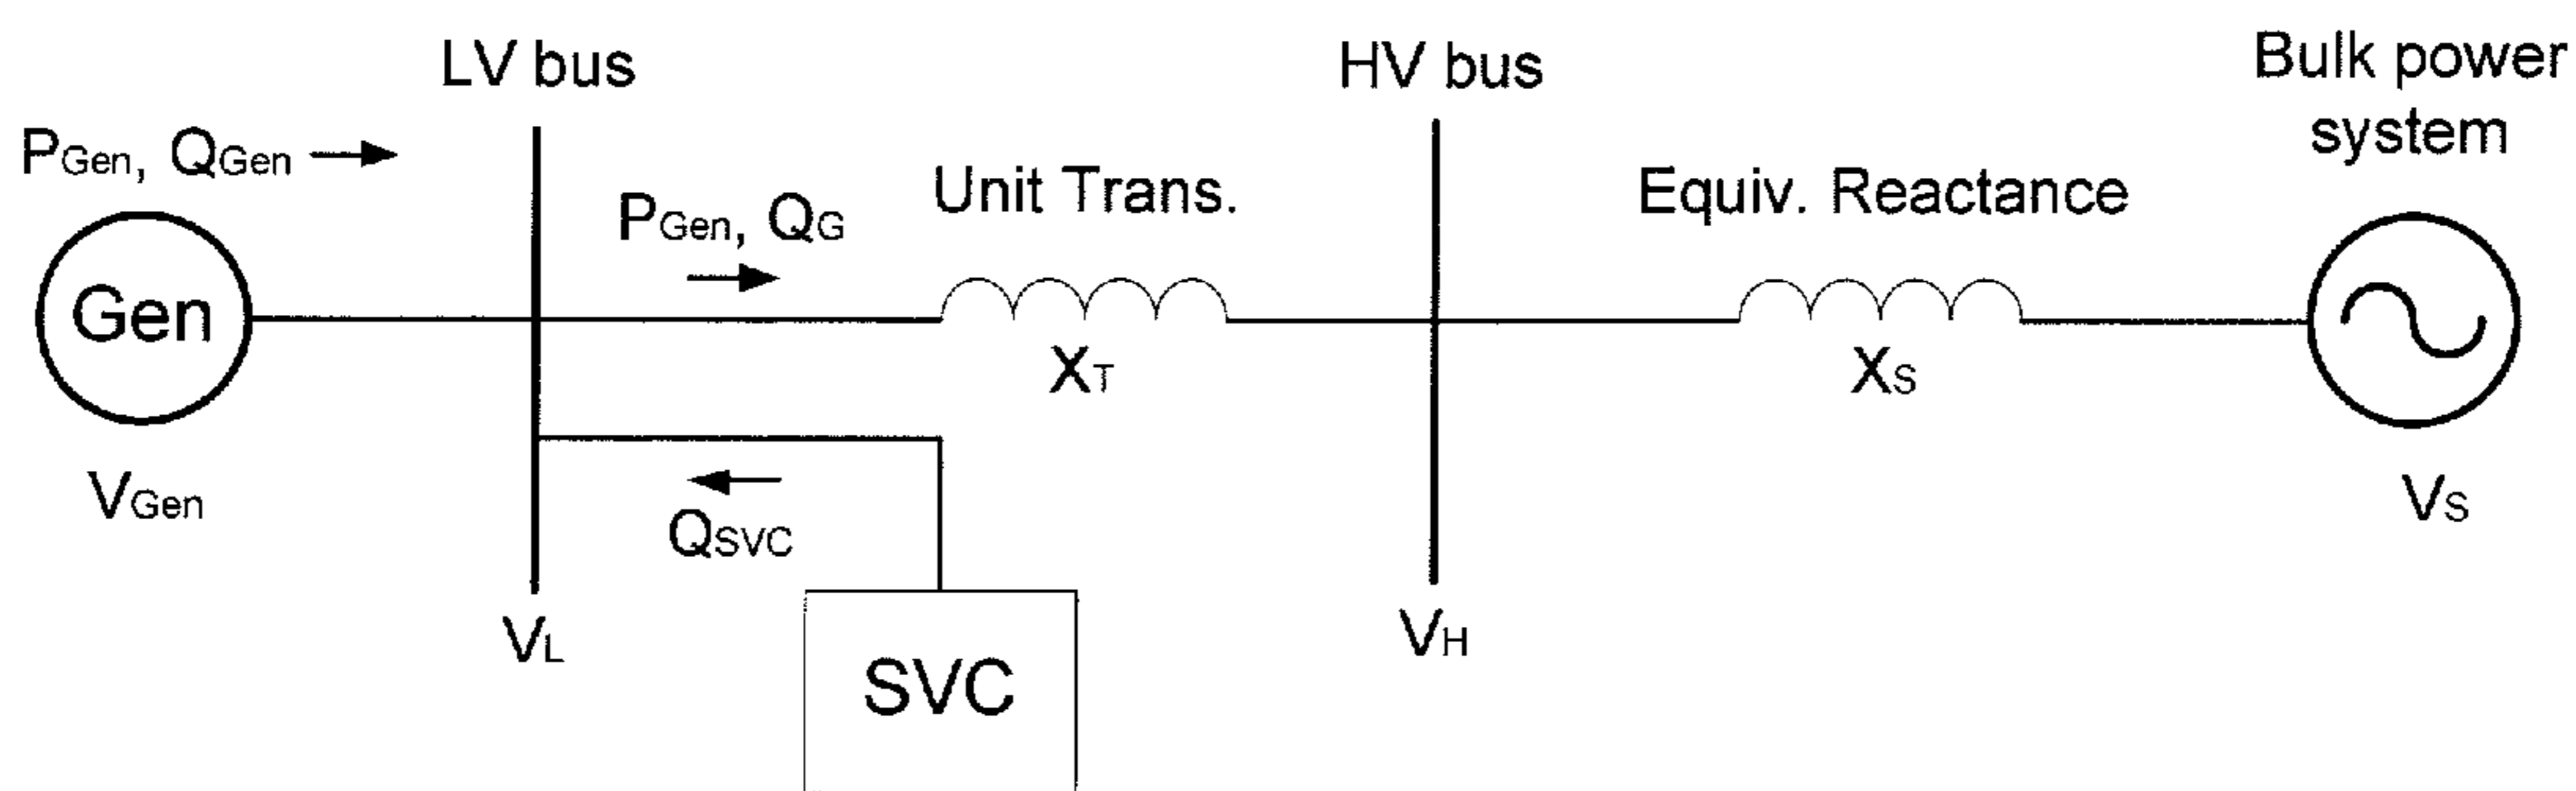 LV bus
HV bus
Bulk power
system
PGen, QGen
PGen, QG
Unit Trans.
Equiv. Reactance
Gen
XT
XS
VGen
QSVC
VS
VL
SVC
VH